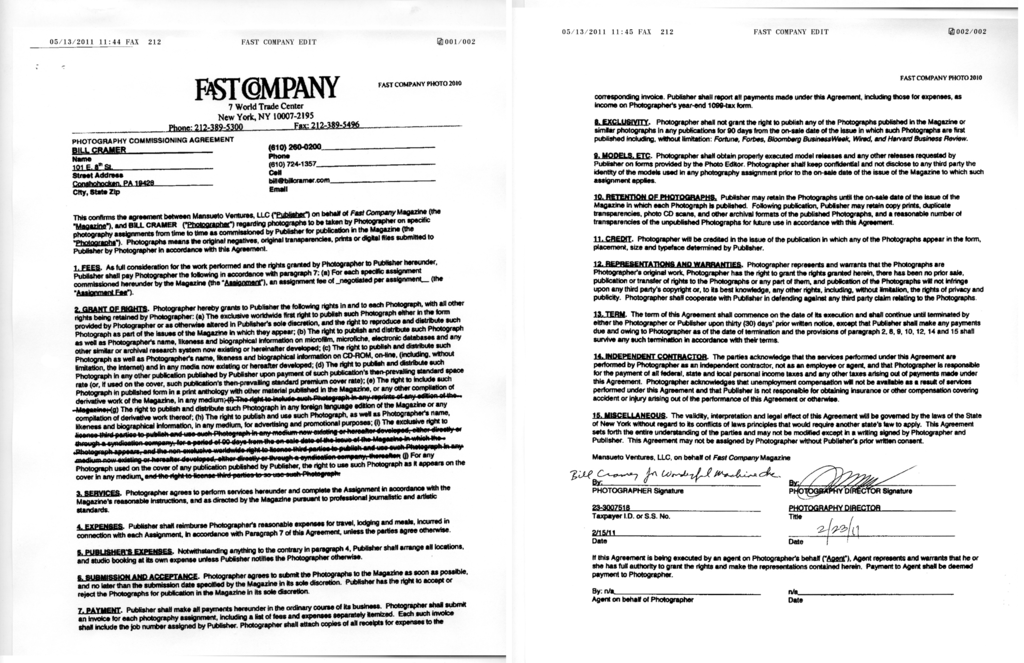 05/13/2011 11:44 FAX 212 FAST COMPANY EDIT 001/002
FAST COMPANY
FAST COMPANY PHOTO 2010
7 World Trade Center
New York, NY 10007-2195
Phone: 212-389-5300 Fax: 212-389-5496
PHOTOGRAPHY COMMISSIONING AGREEMENT
BILL CRAMER (610) 260-0200
Name Phone
101 E. 8th St. (610) 724-1357
Street Address Cell
Conshohocken, PA 19428 bill@billcramer.com
City, State Zip Email
This confirms the agreement between Mansueto Ventures, LLC ("Publisher") on behalf of Fast Company Magazine (the
"Magazine"), and BILL CRAMER ("Photographer") regarding photographs to be taken by Photographer on specific
photography assignments from time to time as commissioned by Publisher for publication in the Magazine (the
"Photographs"). Photographs means the original negatives, original transparencies, prints or digital files submitted to
Publisher by Photographer in accordance with this Agreement.
1. FEES. As full consideration for the work performed and the rights granted by Photographer to Publisher hereunder,
Publisher shall pay Photographer the following in accordance with paragraph 7: (a) For each specific assignment
commissioned hereunder by the Magazine (the "Assignment"), an assignment fee of _negotiated per assignment__ (the
"Assignment Fee").
2. GRANT OF RIGHTS. Photographer hereby grants to Publisher the following rights in and to each Photograph, with all other
rights being retained by Photographer: (a) The exclusive worldwide first right to publish such Photograph either in the form
provided by Photographer or as otherwise altered in Publisher's sole discretion, and the right to reproduce and distribute such
Photograph as part of the issues of the Magazine in which they appear; (b) The right to publish and distribute such Photograph
as well as Photographer's name, likeness and biographical information on microfilm, microfiche, electronic databases and any
other similar or archival research system now existing or hereinafter developed; (c) The right to publish and distribute such
Photograph as well as Photographer's name, likeness and biographical information on CD-ROM, on-line, (including, without
limitation, the Internet) and in any media now existing or hereafter developed; (d) The right to publish and distribute such
Photograph in any other publication published by Publisher upon payment of such publication's then-prevailing standard space
rate (or, if used on the cover, such publication's then-prevailing standard premium cover rate); (e) The right to include such
Photograph in published form in a print anthology with other material published in the Magazine, or any other compilation of
derivative work of the Magazine, in any medium; (f) The right to include such Photograph in any reprints of any edition of the
Magazine; (g) The right to publish and distribute such Photograph in any foreign language edition of the Magazine or any
compilation of derivative work thereof; (h) The right to publish and use such Photograph, as well as Photographer's name,
likeness and biographical information, in any medium, for advertising and promotional purposes; (i) The exclusive right to
license third parties to publish and use such Photograph in any medium now existing or hereafter developed, either directly or
through a syndication company, for a period of 90 days from the on-sale date of the issue of the Magazine in which the
Photograph appears, and the non-exclusive worldwide right to license third parties to publish and use such Photograph in any
medium now existing or hereafter developed, either directly or through a syndication company, thereafter; (j) For any
Photograph used on the cover of any publication published by Publisher, the right to use such Photograph as it appears on the
cover in any medium, and the right to license third parties to so use such Photograph.
3. SERVICES. Photographer agrees to perform services hereunder and complete the Assignment in accordance with the
Magazine's reasonable instructions, and as directed by the Magazine pursuant to professional journalistic and artistic
standards.
4. EXPENSES. Publisher shall reimburse Photographer's reasonable expenses for travel, lodging and meals, incurred in
connection with each Assignment, in accordance with Paragraph 7 of this Agreement, unless the parties agree otherwise.
5. PUBLISHER'S EXPENSES. Notwithstanding anything to the contrary in paragraph 4, Publisher shall arrange all locations,
and studio booking at its own expense unless Publisher notifies the Photographer otherwise.
6. SUBMISSION AND ACCEPTANCE. Photographer agrees to submit the Photographs to the Magazine as soon as possible,
and no later than the submission date specified by the Magazine in its sole discretion. Publisher has the right to accept or
reject the Photographs for publication in the Magazine in its sole discretion.
7. PAYMENT. Publisher shall make all payments hereunder in the ordinary course of its business. Photographer shall submit
an invoice for each photography assignment, including a list of fees and expenses separately itemized. Each such invoice
shall include the job number assigned by Publisher. Photographer shall attach copies of all receipts for expenses to the
05/13/2011 11:45 FAX 212 FAST COMPANY EDIT 002/002
FAST COMPANY PHOTO 2010
corresponding invoice. Publisher shall report all payments made under this Agreement, including those for expenses, as
income on Photographer's year-end 1099-tax form.
8. EXCLUSIVITY. Photographer shall not grant the right to publish any of the Photographs published in the Magazine or
similar photographs in any publications for 90 days from the on-sale date of the issue in which such Photographs are first
published including, without limitation: Fortune, Forbes, Bloomberg BusinessWeek, Wired, and Harvard Business Review.
9. MODELS, ETC. Photographer shall obtain properly executed model releases and any other releases requested by
Publisher on forms provided by the Photo Editor. Photographer shall keep confidential and not disclose to any third party the
identity of the models used in any photography assignment prior to the on-sale date of the issue of the Magazine to which such
assignment applies.
10. RETENTION OF PHOTOGRAPHS. Publisher may retain the Photographs until the on-sale date of the issue of the
Magazine in which each Photograph is published. Following publication, Publisher may retain copy prints, duplicate
transparencies, photo CD scans, and other archival formats of the published Photographs, and a reasonable number of
transparencies of the unpublished Photographs for future use in accordance with this Agreement.
11. CREDIT. Photographer will be credited in the issue of the publication in which any of the Photographs appear in the form,
placement, size and typeface determined by Publisher.
12. REPRESENTATIONS AND WARRANTIES. Photographer represents and warrants that the Photographs are
Photographer's original work, Photographer has the right to grant the rights granted herein, there has been no prior sale,
publication or transfer of rights to the Photographs or any part of them, and publication of the Photographs will not infringe
upon any third party's copyright or, to its best knowledge, any other rights, including, without limitation, the rights of privacy and
publicity. Photographer shall cooperate with Publisher in defending against any third party claim relating to the Photographs.
13. TERM. The term of this Agreement shall commence on the date of its execution and shall continue until terminated by
either the Photographer or Publisher upon thirty (30) days' prior written notice, except that Publisher shall make any payments
due and owing to Photographer as of the date of termination and the provisions of paragraph 2, 8, 9, 10, 12, 14 and 15 shall
survive any such termination in accordance with their terms.
14. INDEPENDENT CONTRACTOR. The parties acknowledge that the services performed under this Agreement are
performed by Photographer as an independent contractor, not as an employee or agent, and that Photographer is responsible
for the payment of all federal, state and local personal income taxes and any other taxes arising out of payments made under
this Agreement. Photographer acknowledges that unemployment compensation will not be available as a result of services
performed under this Agreement and that Publisher is not responsible for obtaining insurance or other compensation covering
accident or injury arising out of the performance of this Agreement or otherwise.
15. MISCELLANEOUS. The validity, interpretation and legal effect of this Agreement will be governed by the laws of the State
of New York without regard to its conflicts of laws principles that would require another state's law to apply. This Agreement
sets forth the entire understanding of the parties and may not be modified except in a writing signed by Photographer and
Publisher. This Agreement may not be assigned by Photographer without Publisher's prior written consent.
Mansueto Ventures, LLC, on behalf of Fast Company Magazine
Bill Cramer for Wonderful Machine
By: By:
PHOTOGRAPHER Signature PHOTOGRAPHY DIRECTOR Signature
23-3007518 PHOTOGRAPHY DIRECTOR
Taxpayer I.D. or S.S. No. Title
2/15/11 2/23/11
Date Date
If this Agreement is being executed by an agent on Photographer's behalf ("Agent"), Agent represents and warrants that he or
she has full authority to grant the rights and make the representations contained herein. Payment to Agent shall be deemed
payment to Photographer.
By: n/a n/a
Agent on behalf of Photographer Date